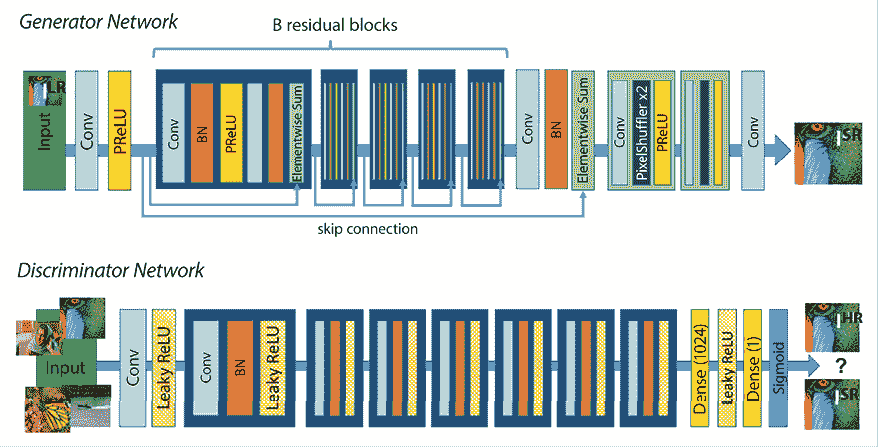 Generator Network
B residual blocks
LR
Input
Conv
PReLU
Conv
BN
PReLU
Elementwise Sum
Conv
BN
Elementwise Sum
Conv
PixelShuffler x2
PReLU
Conv
SR
skip connection
Discriminator Network
Input
Conv
Leaky ReLU
Conv
BN
Leaky ReLU
Dense (1024)
Leaky ReLU
Dense (1)
Sigmoid
HR
?
SR